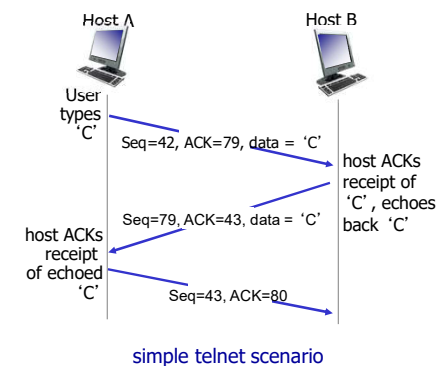 Host A
Host B
User
types
‘C’
Seq=42, ACK=79, data = ‘C’
host ACKs
receipt of
‘C’, echoes
back ‘C’
Seq=79, ACK=43, data = ‘C’
host ACKs
receipt
of echoed
‘C’
Seq=43, ACK=80
simple telnet scenario